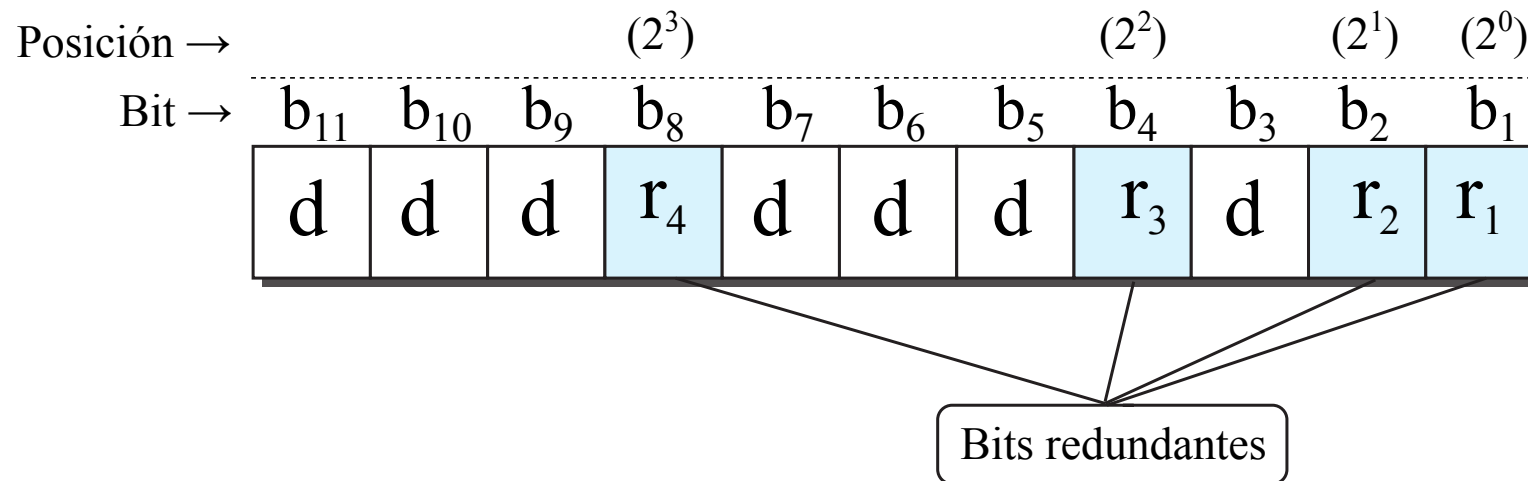 Posición → (2³) (2²) (2¹) (2⁰)
Bit → b₁₁ b₁₀ b₉ b₈ b₇ b₆ b₅ b₄ b₃ b₂ b₁
d d d r₄ d d d r₃ d r₂ r₁
Bits redundantes